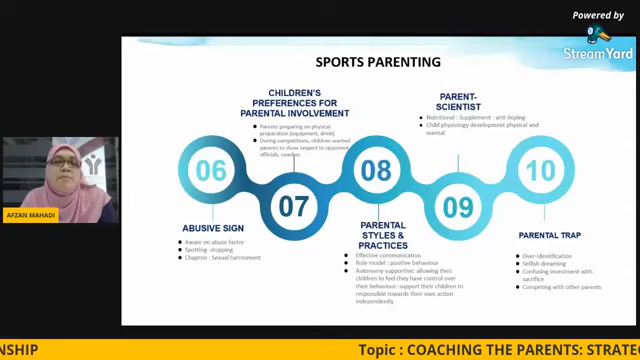 Powered by
StreamYard
SPORTS PARENTING
CHILDREN'S
PREFERENCES FOR
PARENTAL INVOLVEMENT
Parents preparing on physical
preparation (equipment, drink)
During competitions, children wanted
parents to show respect to opponent,
officials, coaches
PARENT-
SCIENTIST
Nutritional : Supplement : anti doping
Child physiology development physical and
mental
06
07
08
09
10
ABUSIVE SIGN
Aware on abuse factor
Spotting- stopping
Chapron : Sexual harresment
PARENTAL
STYLES &
PRACTICES
Effective communication
Role model : positive behaviour
Autonomy-supportive: allowing their
children to feel they have control over
their behaviour: support their children to
responsible towards their own action
independently
PARENTAL TRAP
Over-identification
Selfish dreaming
Confusing investment with
sacrifice
Competing with other parents
AFZAN MAHADI
NSHIP
Topic : COACHING THE PARENTS: STRATEG